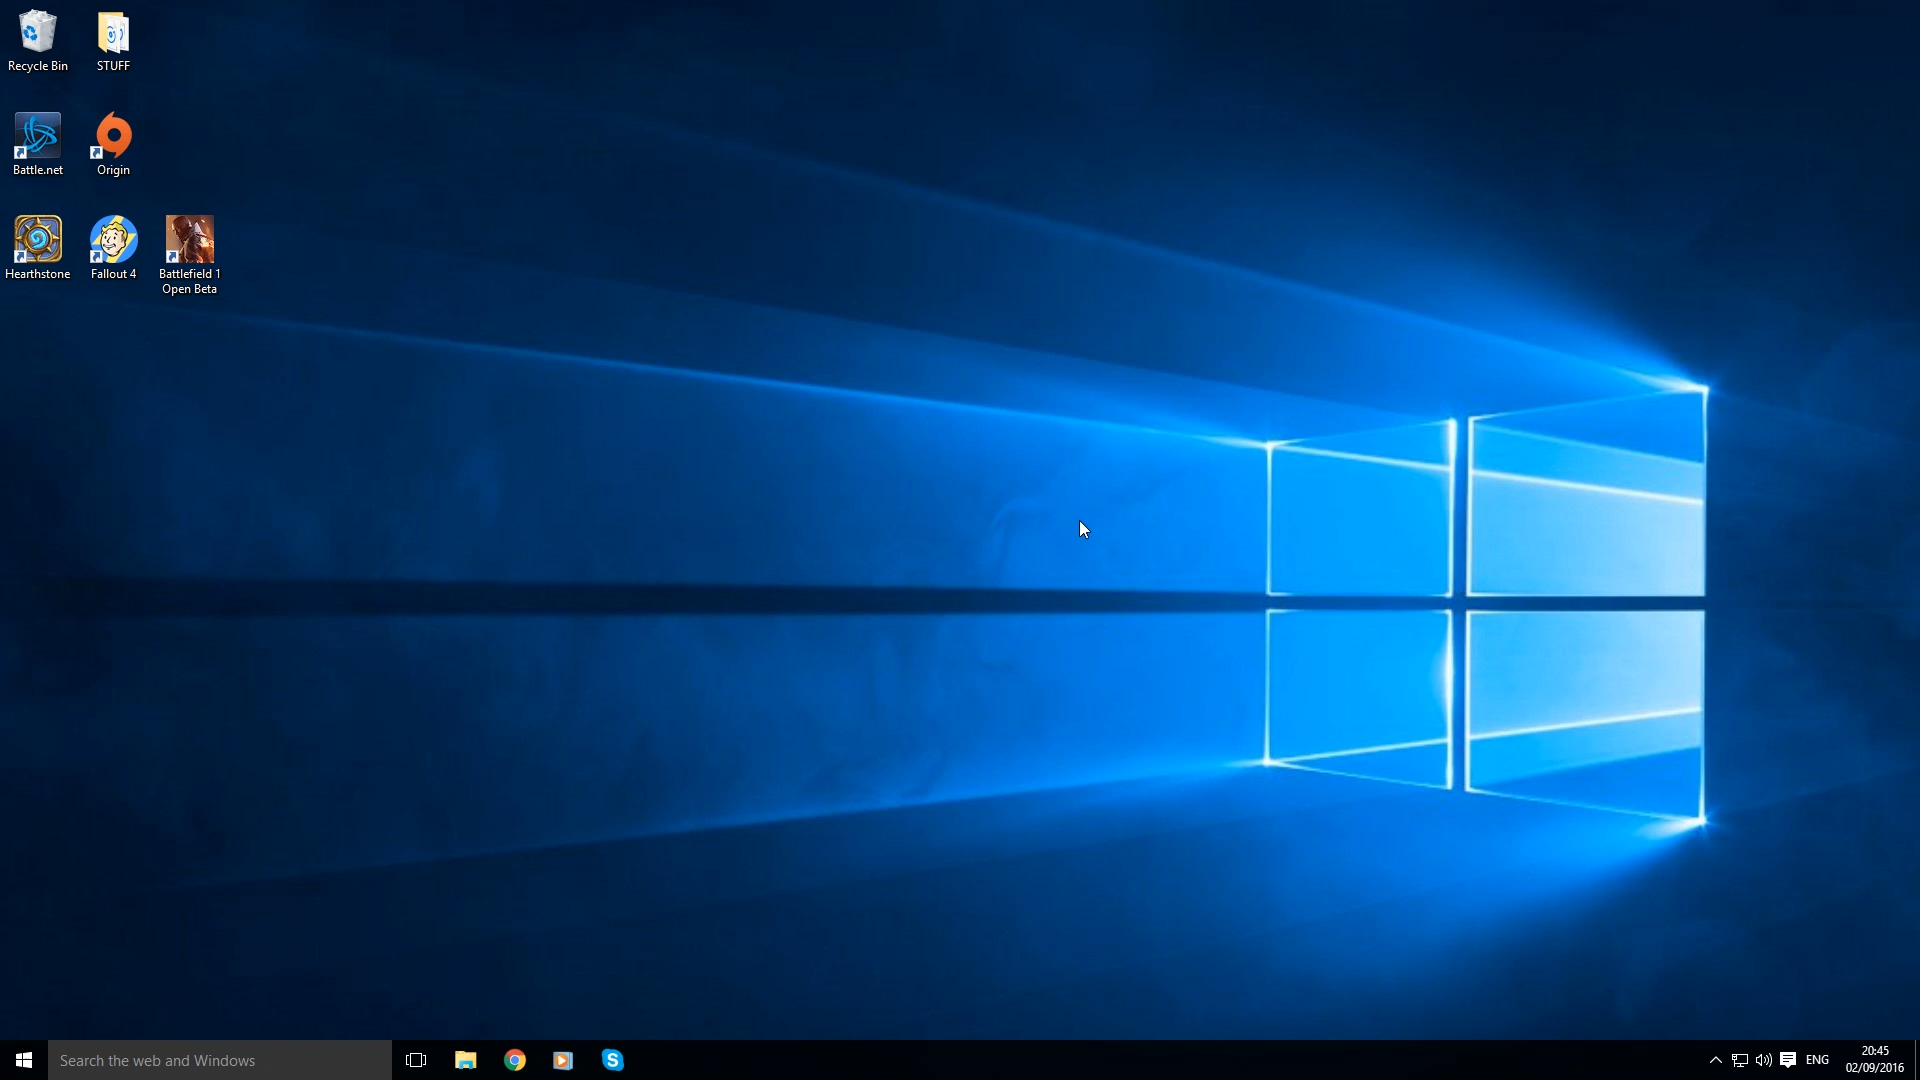 Recycle Bin
STUFF
Battle.net
Origin
Hearthstone
Fallout 4
Battlefield 1
Open Beta
Search the web and Windows
ENG
20:45
02/09/2016